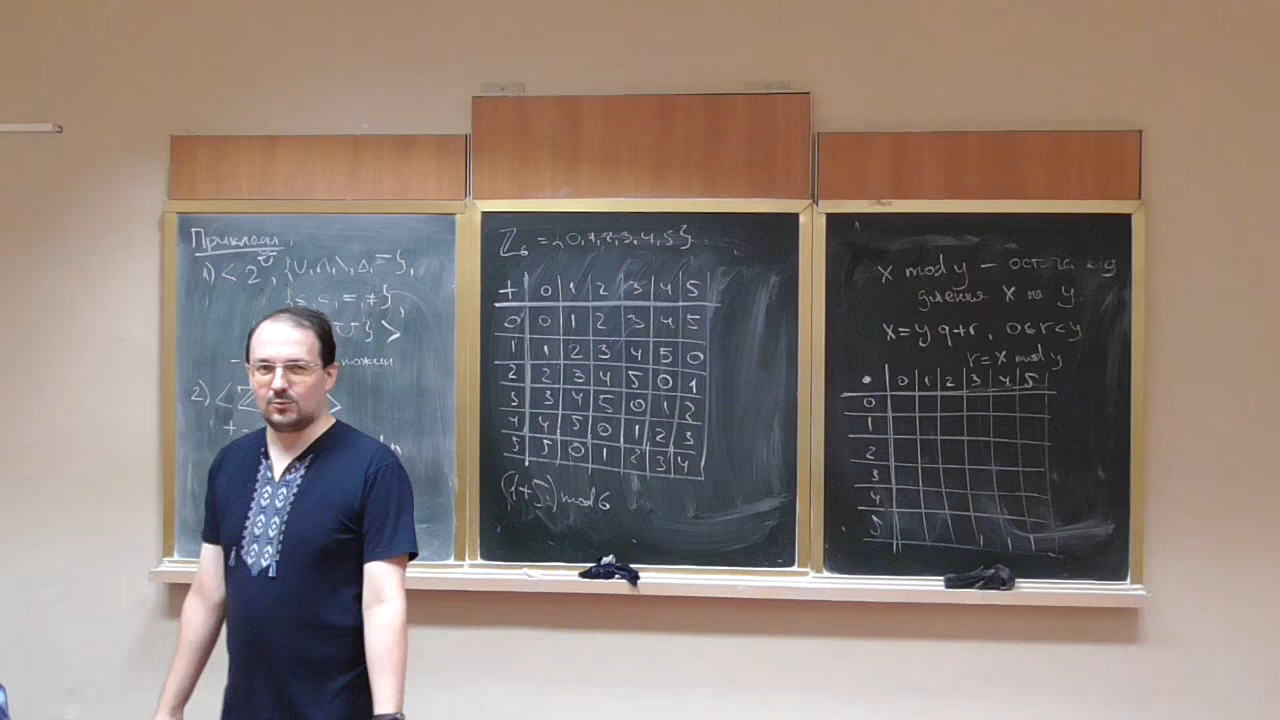 Приклади:
1) < 2^U, {∪, ∩, \, Δ, ‾},
{⊆, ⊂, =, ≠},
U} >
2) < ℤ
ℤ₆ = {0,1,2,3,4,5}
+ 0 1 2 3 4 5
0 0 1 2 3 4 5
1 1 2 3 4 5 0
2 2 3 4 5 0 1
3 3 4 5 0 1 2
4 4 5 0 1 2 3
5 5 0 1 2 3 4
(1+5) mod 6
x mod y – остача від
ділення x на y.
x = y q + r, 0 ≤ r < y
r = x mod y
• 0 1 2 3 4 5
0
1
2
3
4
5